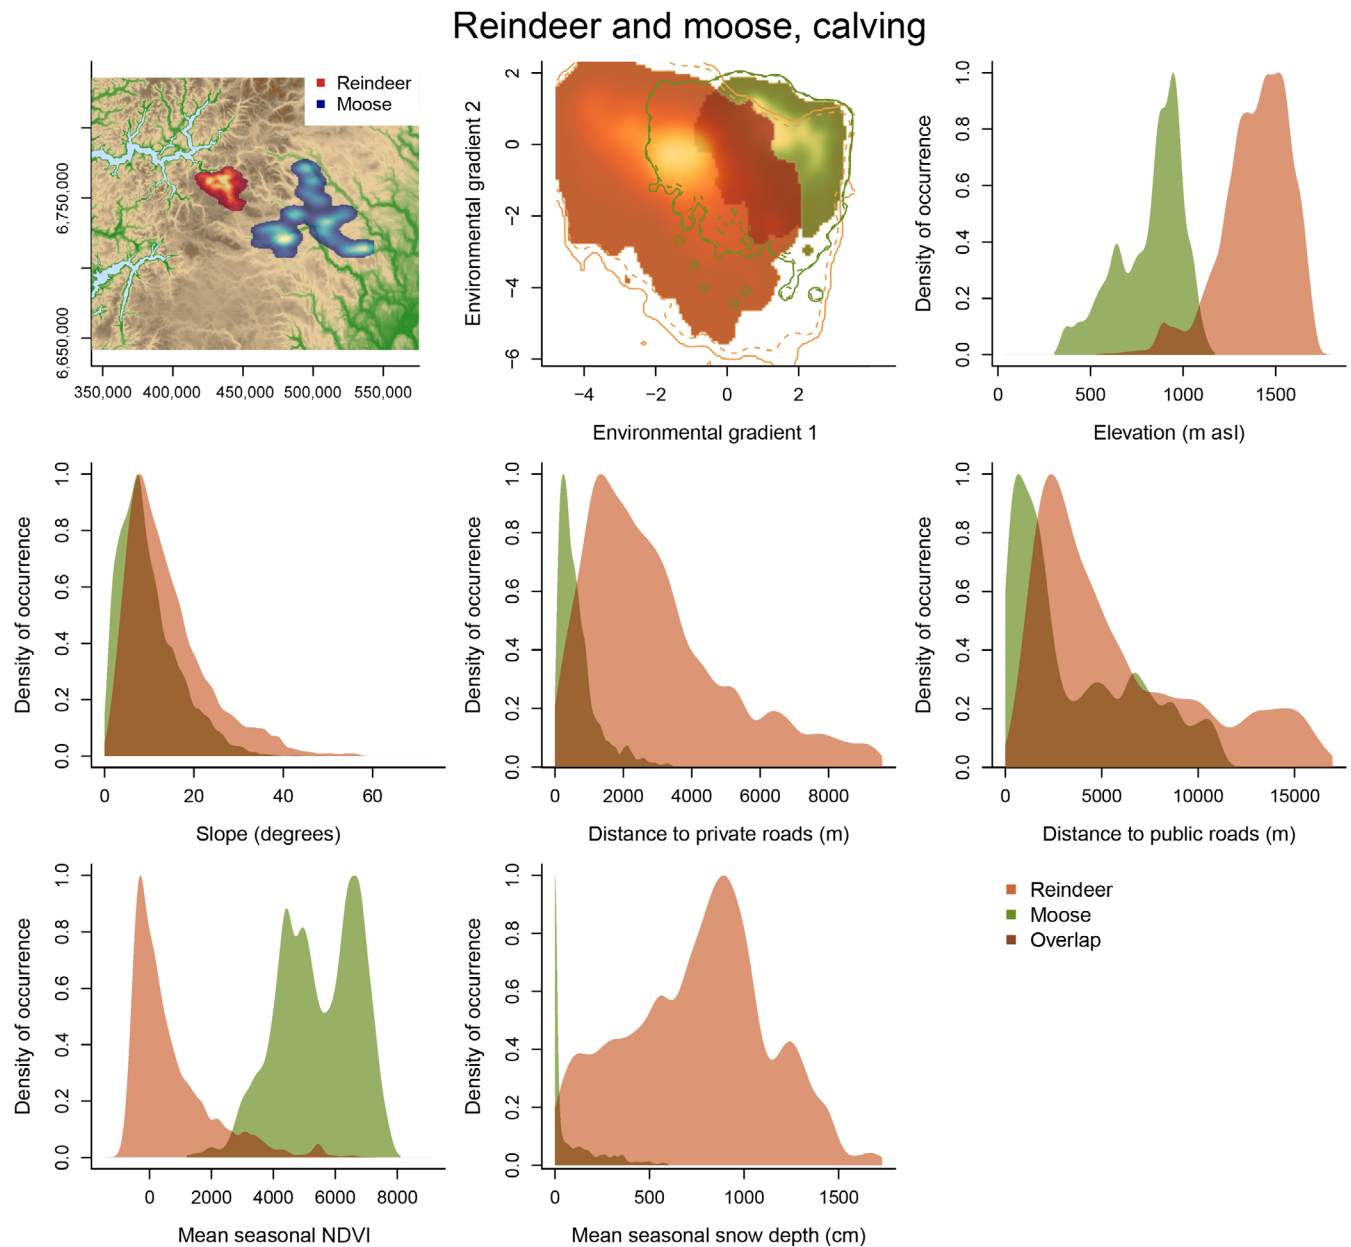 Reindeer and moose, calving
Reindeer
Moose
6,750,000
6,650,000
350,000 400,000 450,000 500,000 550,000
Environmental gradient 2
2
0
−2
−4
−6
−4 −2 0 2
Environmental gradient 1
Density of occurrence
1.0
0.8
0.6
0.4
0.2
0.0
0 500 1000 1500
Elevation (m asl)
Density of occurrence
1.0
0.8
0.6
0.4
0.2
0.0
0 20 40 60
Slope (degrees)
Density of occurrence
1.0
0.8
0.6
0.4
0.2
0.0
0 2000 4000 6000 8000
Distance to private roads (m)
Density of occurrence
1.0
0.8
0.6
0.4
0.2
0.0
0 5000 10000 15000
Distance to public roads (m)
Density of occurrence
1.0
0.8
0.6
0.4
0.2
0.0
0 2000 4000 6000 8000
Mean seasonal NDVI
Density of occurrence
1.0
0.8
0.6
0.4
0.2
0.0
0 500 1000 1500
Mean seasonal snow depth (cm)
Reindeer
Moose
Overlap